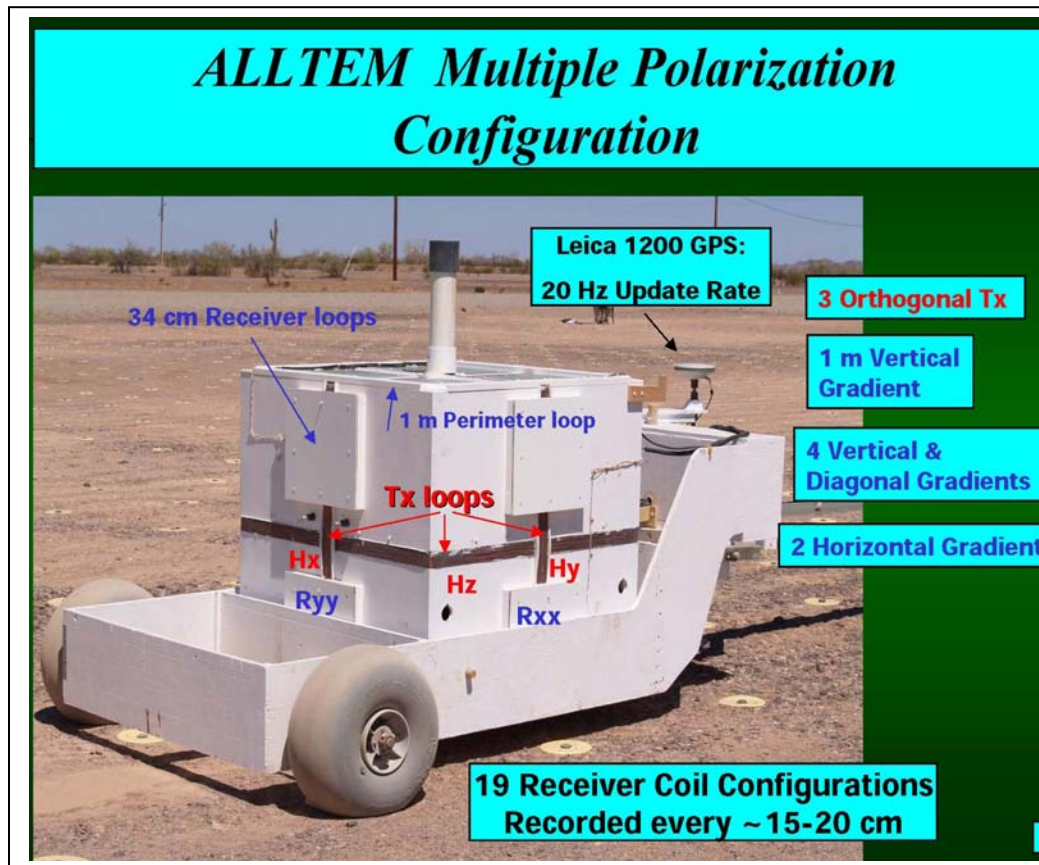 ALLTEM Multiple Polarization
Configuration
Leica 1200 GPS:
20 Hz Update Rate
34 cm Receiver loops
3 Orthogonal Tx
1 m Vertical
Gradient
1 m Perimeter loop
4 Vertical &
Diagonal Gradients
Tx loops
2 Horizontal Gradient
Hx
Hz
Hy
Ryy
Rxx
19 Receiver Coil Configurations
Recorded every ~15-20 cm